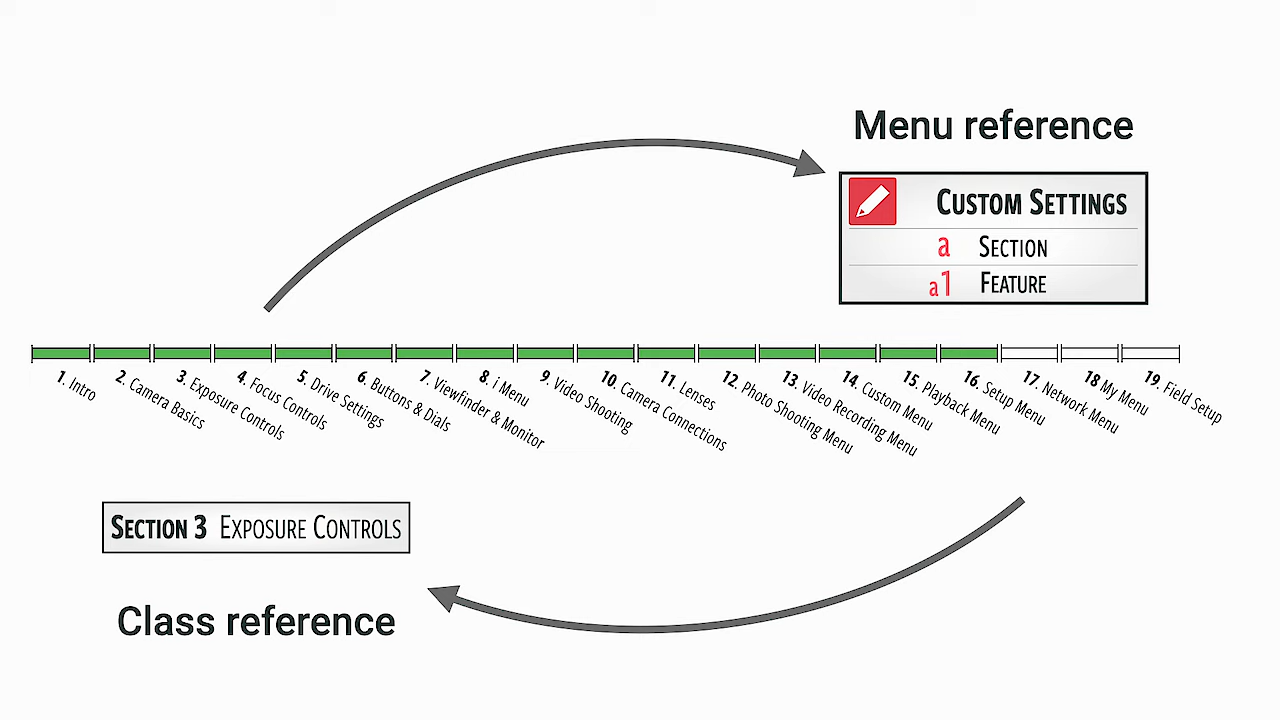 Menu reference
CUSTOM SETTINGS
a SECTION
a1 FEATURE
1. Intro
2. Camera Basics
3. Exposure Controls
4. Focus Controls
5. Drive Settings
6. Buttons & Dials
7. Viewfinder & Monitor
8. i Menu
9. Video Shooting
10. Camera Connections
11. Lenses
12. Photo Shooting Menu
13. Video Recording Menu
14. Custom Menu
15. Playback Menu
16. Setup Menu
17. Network Menu
18 My Menu
19. Field Setup
SECTION 3 EXPOSURE CONTROLS
Class reference